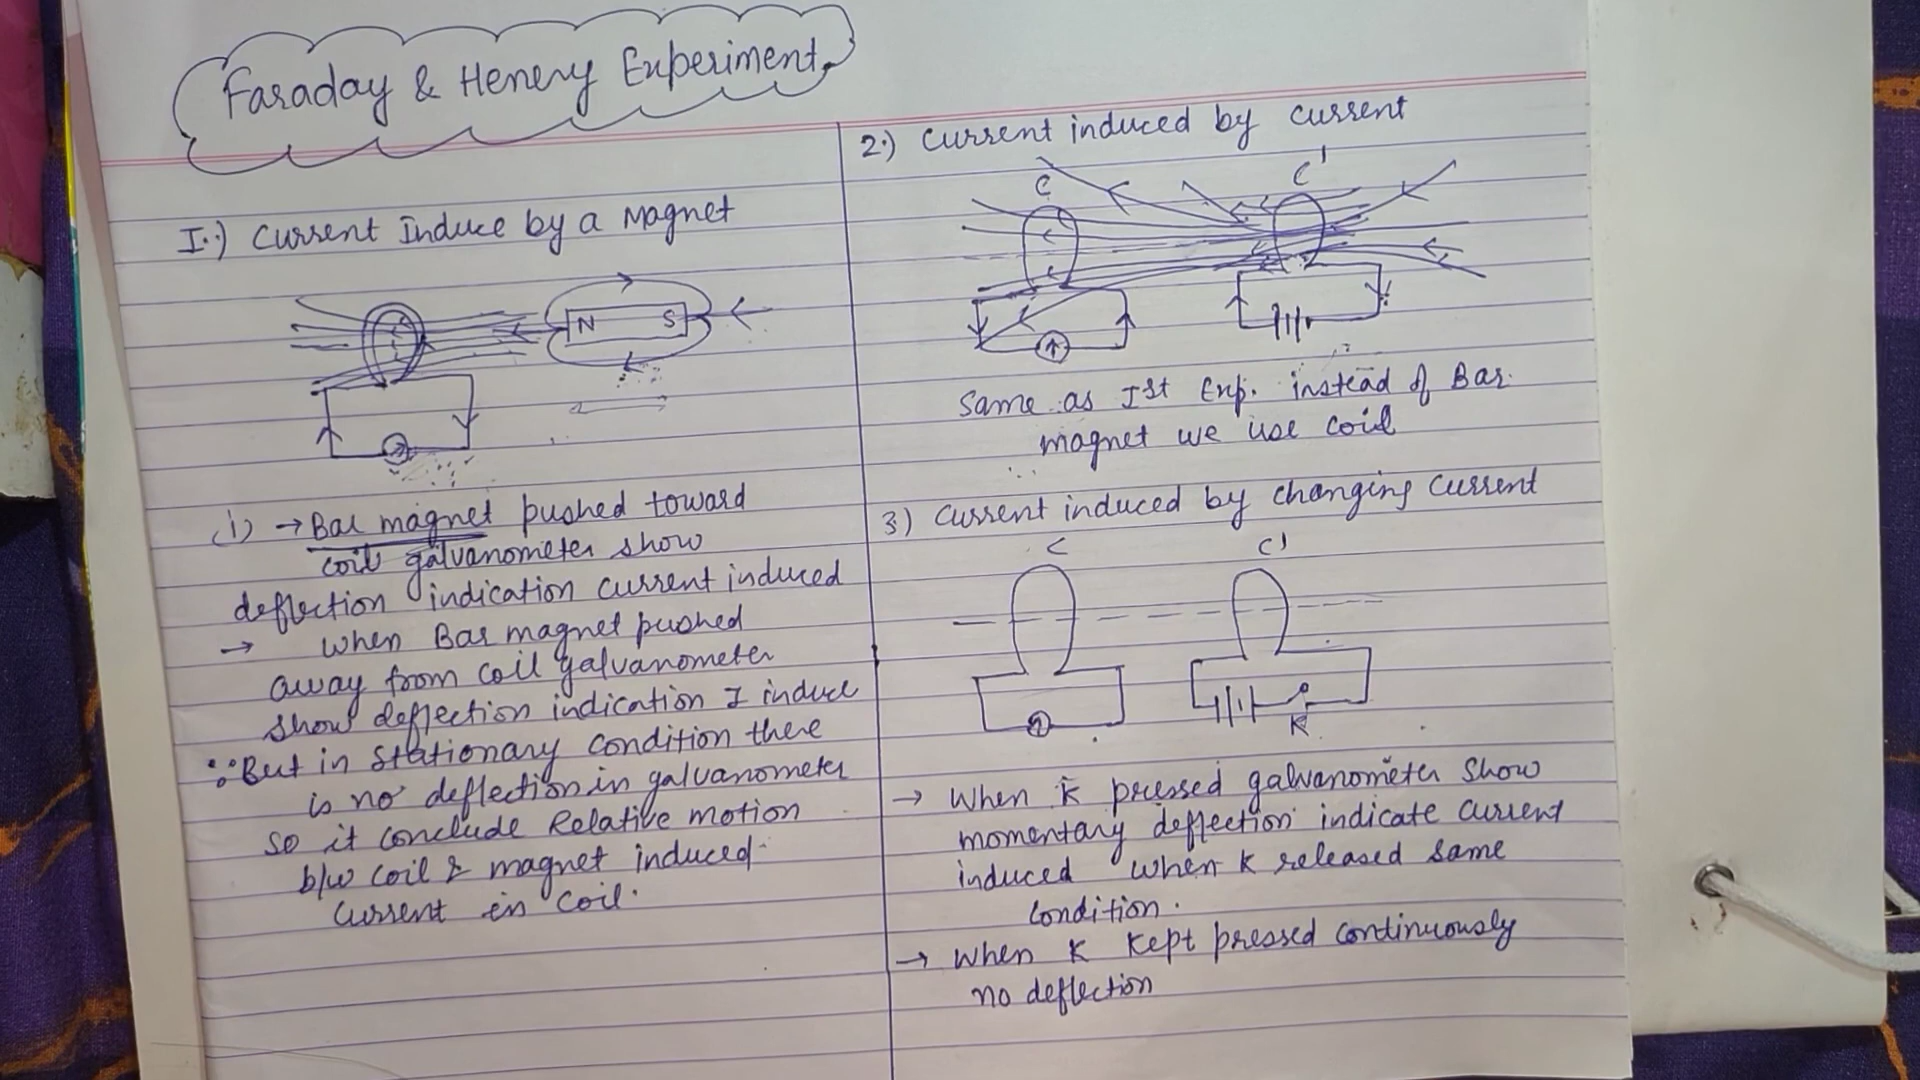 Faraday & Henery Experiment
I.) Current Induce by a Magnet
N S
(i) → Bar magnet pushed toward
coil galvanometer show
deflection indication current induced
→ when Bar magnet pushed
away from coil galvanometer
show deflection indication I induce
But in stationary condition there
is no deflection in galvanometer
so it conclude Relative motion
b/w coil & magnet induced
current in coil.
2.) Current induced by current
C C'
Same as Ist Exp. instead of Bar
magnet we use coil
3) Current induced by changing current
C C'
K
→ When K pressed galvanometer show
momentary deflection indicate current
induced when K released same
condition.
→ when K kept pressed continuously
no deflection